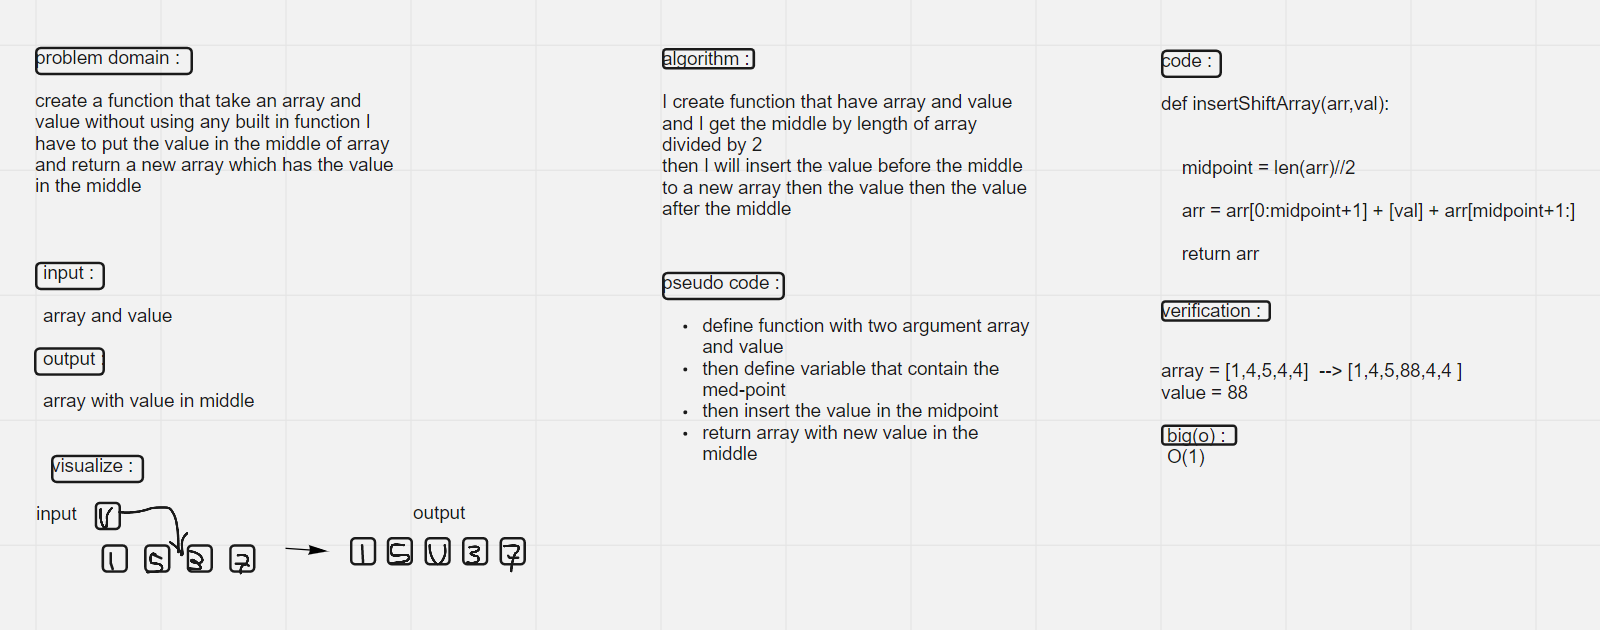 problem domain :
create a function that take an array and
value without using any built in function I
have to put the value in the middle of array
and return a new array which has the value
in the middle
input :
array and value
output :
array with value in middle
visualize :
input
V
1 5 3 7
output
1 5 V 3 7
algorithm :
I create function that have array and value
and I get the middle by length of array
divided by 2
then I will insert the value before the middle
to a new array then the value then the value
after the middle
pseudo code :
• define function with two argument array
and value
• then define variable that contain the
med-point
• then insert the value in the midpoint
• return array with new value in the
middle
code :
def insertShiftArray(arr,val):
midpoint = len(arr)//2
arr = arr[0:midpoint+1] + [val] + arr[midpoint+1:]
return arr
verification :
array = [1,4,5,4,4] --> [1,4,5,88,4,4 ]
value = 88
big(o) :
O(1)